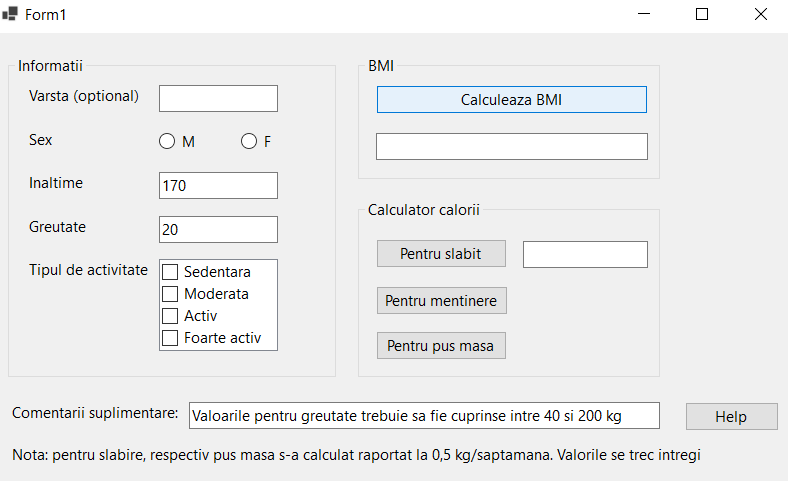 Form1
Informatii
Varsta (optional)
Sex
M
F
Inaltime
170
Greutate
20
Tipul de activitate
Sedentara
Moderata
Activ
Foarte activ
BMI
Calculeaza BMI
Calculator calorii
Pentru slabit
Pentru mentinere
Pentru pus masa
Comentarii suplimentare:
Valoarile pentru greutate trebuie sa fie cuprinse intre 40 si 200 kg
Help
Nota: pentru slabire, respectiv pus masa s-a calculat raportat la 0,5 kg/saptamana. Valorile se trec intregi